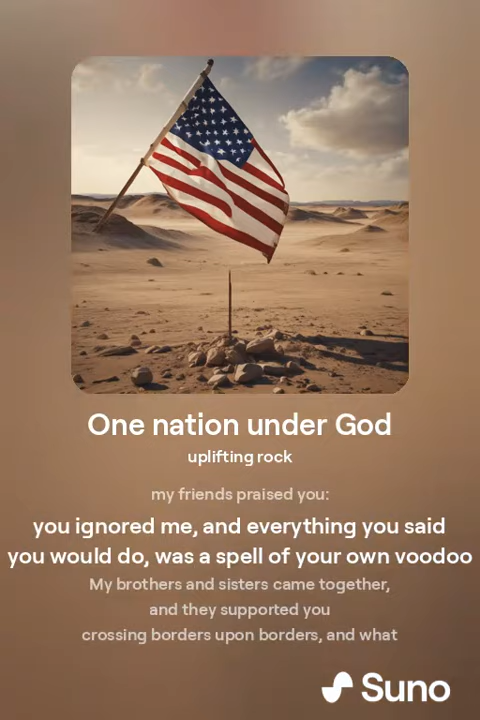 One nation under God
uplifting rock
my friends praised you:
you ignored me, and everything you said
you would do, was a spell of your own voodoo
My brothers and sisters came together,
and they supported you
crossing borders upon borders, and what
Suno